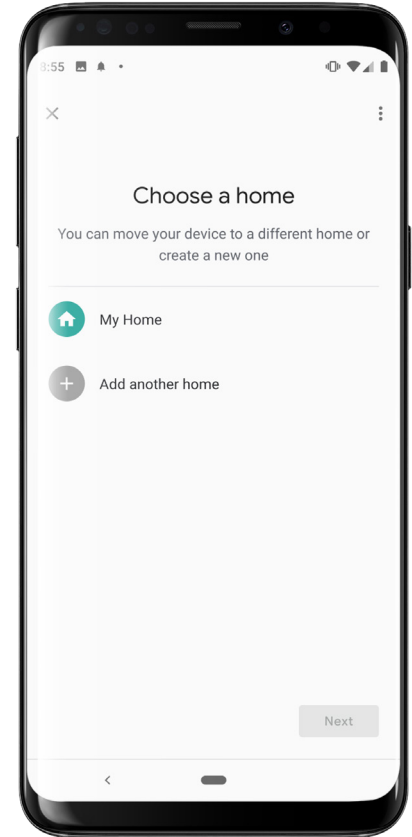 8:55
Choose a home
You can move your device to a different home or
create a new one
My Home
Add another home
Next